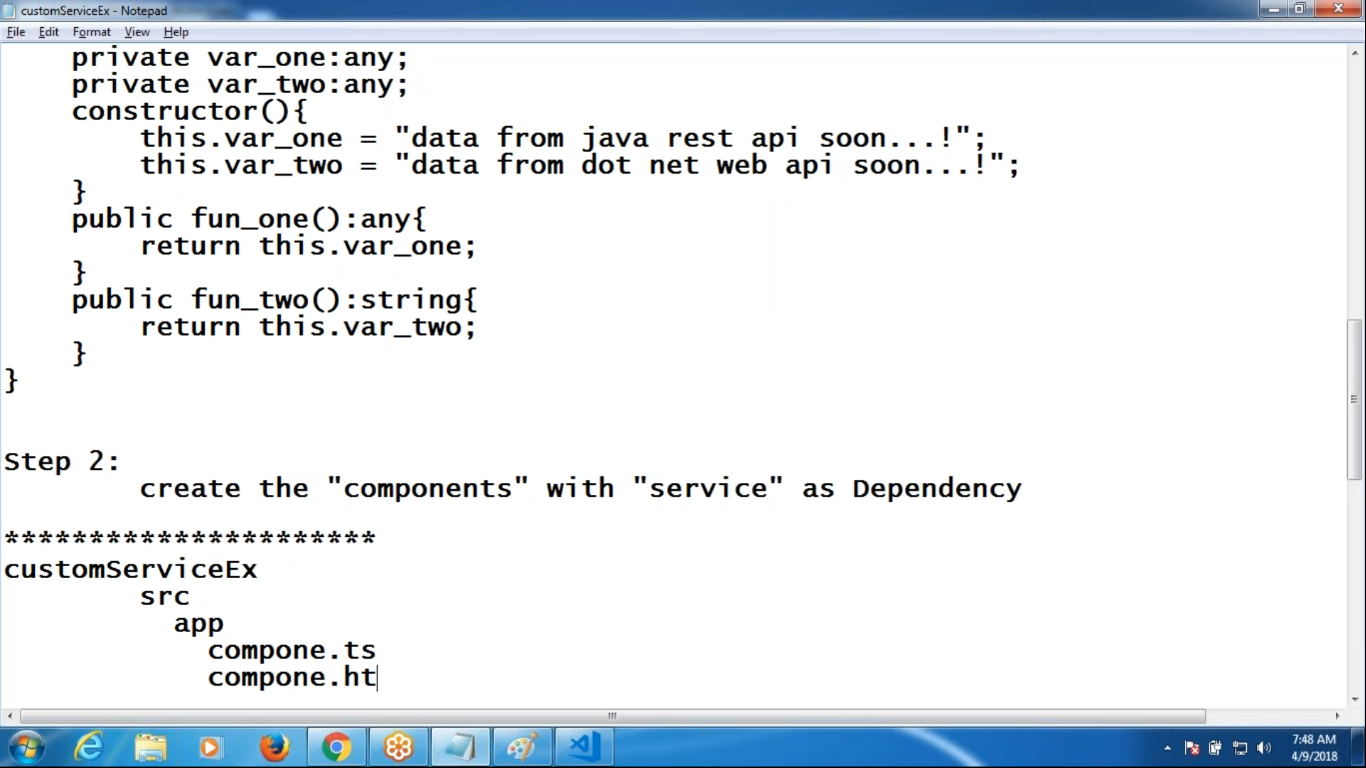 customServiceEx - Notepad
File Edit Format View Help
private var_one:any;
private var_two:any;
constructor(){
this.var_one = "data from java rest api soon...!";
this.var_two = "data from dot net web api soon...!";
}
public fun_one():any{
return this.var_one;
}
public fun_two():string{
return this.var_two;
}
}
Step 2:
create the "components" with "service" as Dependency
**********************
customServiceEx
src
app
compone.ts
compone.ht
7:48 AM
4/9/2018